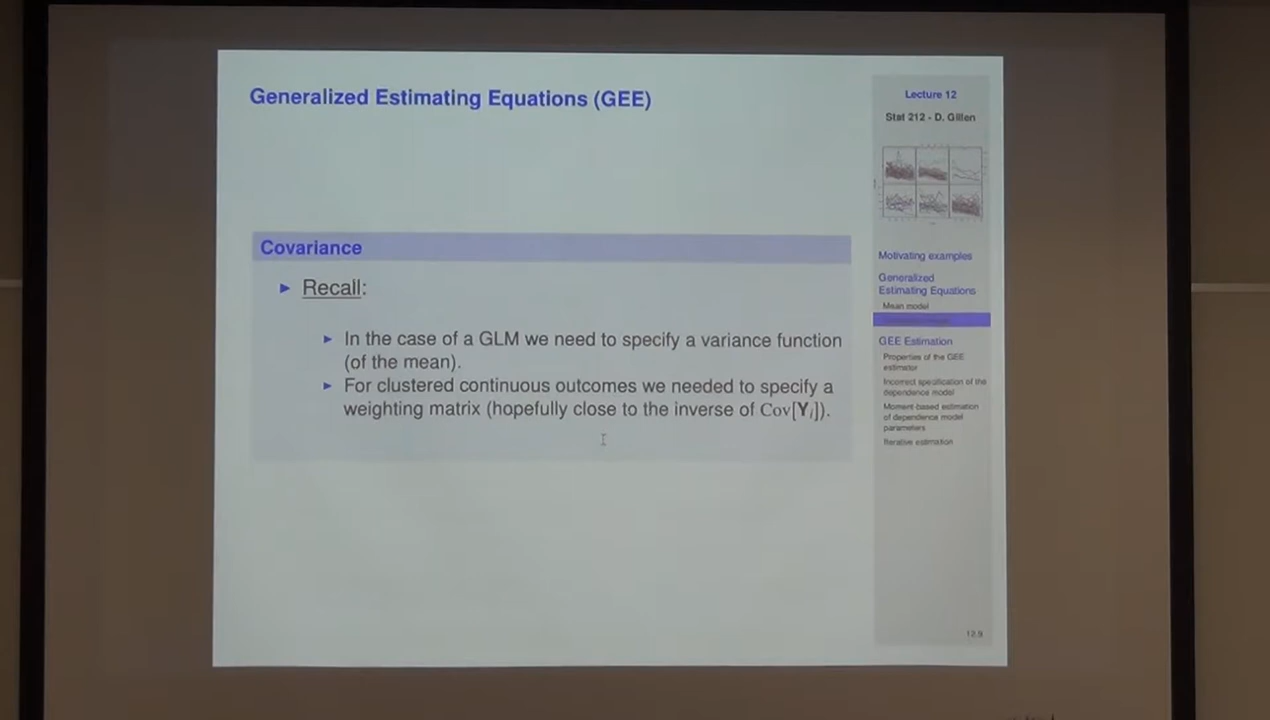 Generalized Estimating Equations (GEE)
Covariance
► Recall:
► In the case of a GLM we need to specify a variance function
(of the mean).
► For clustered continuous outcomes we needed to specify a
weighting matrix (hopefully close to the inverse of Cov[Yi]).
Lecture 12
Stat 212 - D. Gillen
Motivating examples
Generalized
Estimating Equations
Mean model
GEE Estimation
Properties of the GEE
estimator
Incorrect specification of the
dependence model
Moment-based estimation
of dependence model
parameters
Iterative estimation
12.9